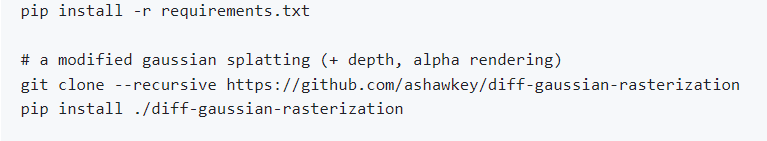 pip install -r requirements.txt
# a modified gaussian splatting (+ depth, alpha rendering)
git clone --recursive https://github.com/ashawkey/diff-gaussian-rasterization
pip install ./diff-gaussian-rasterization